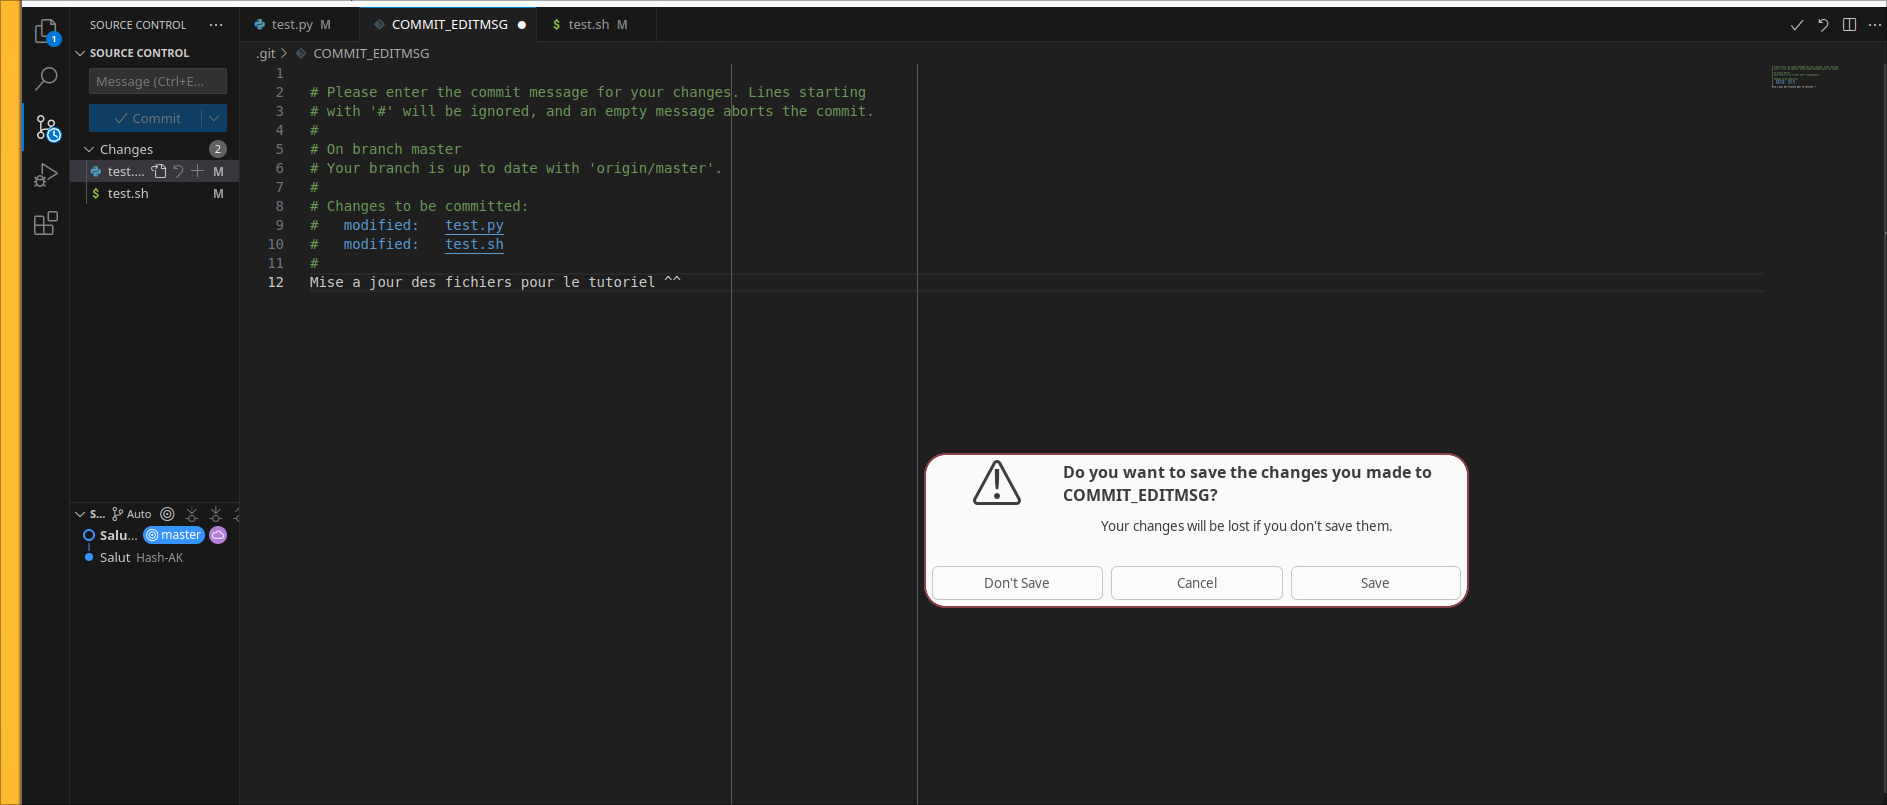 SOURCE CONTROL
SOURCE CONTROL
Message (Ctrl+E...
Commit
Changes 2
test.... M
test.sh M
S... Auto
Salu... master
Salut Hash-AK
1
test.py M
COMMIT_EDITMSG
$ test.sh M
.git > COMMIT_EDITMSG
1
2 # Please enter the commit message for your changes. Lines starting
3 # with '#' will be ignored, and an empty message aborts the commit.
4 #
5 # On branch master
6 # Your branch is up to date with 'origin/master'.
7 #
8 # Changes to be committed:
9 # modified: test.py
10 # modified: test.sh
11 #
12 Mise a jour des fichiers pour le tutoriel ^^
Do you want to save the changes you made to
COMMIT_EDITMSG?
Your changes will be lost if you don't save them.
Don't Save
Cancel
Save